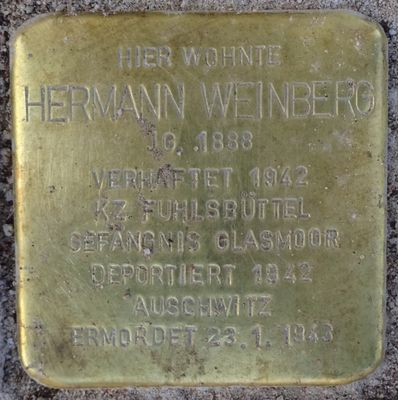 HIER WOHNTE
HERMANN WEINBERG
JG. 1888
VERHAFTET 1942
KZ FUHLSBÜTTEL
GEFÄNGNIS GLASMOOR
DEPORTIERT 1942
AUSCHWITZ
ERMORDET 23.1.1943